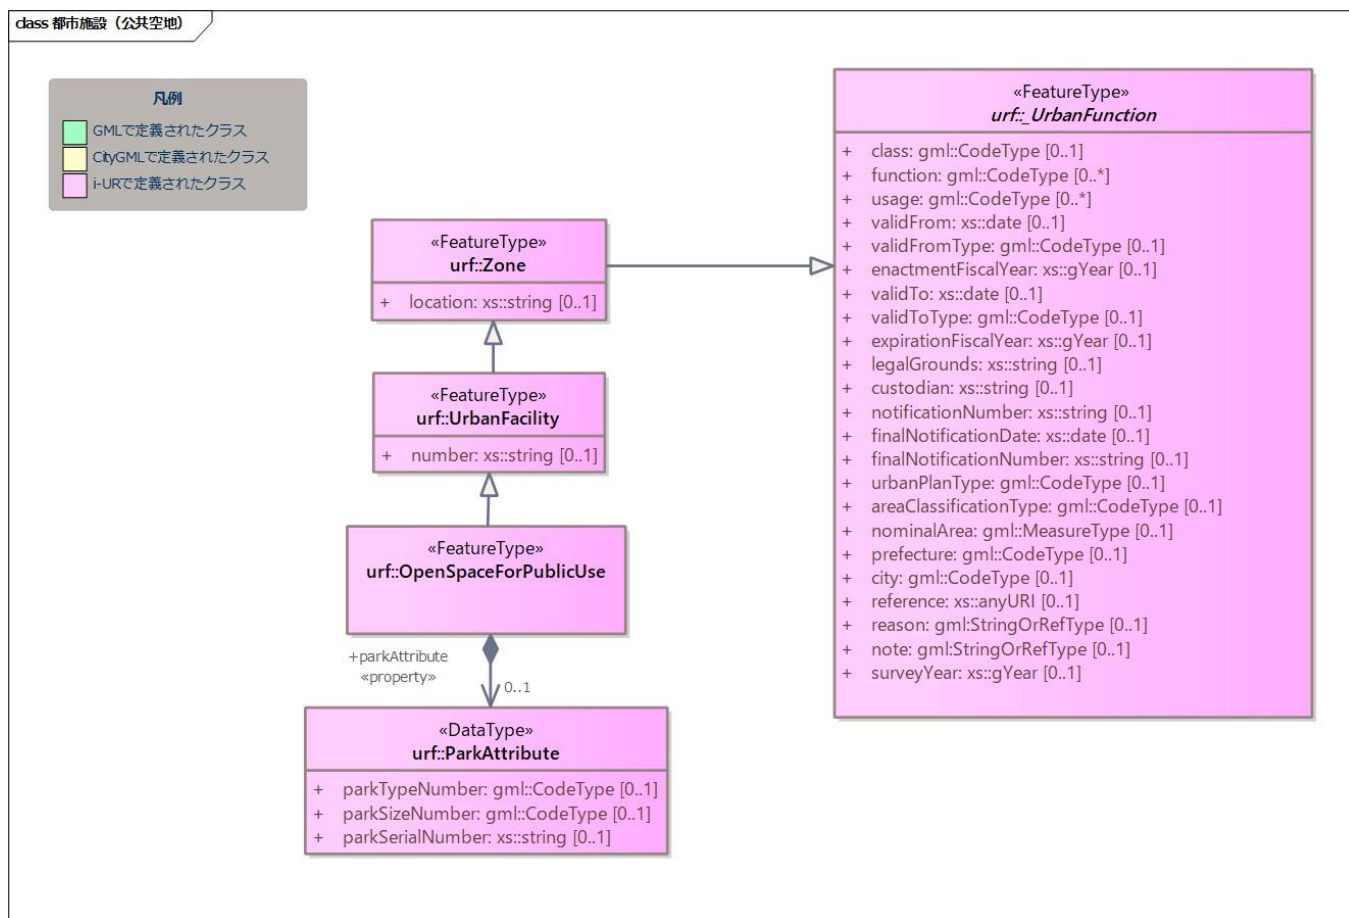 class 都市施設（公共空地）
凡例
GMLで定義されたクラス
CityGMLで定義されたクラス
i-URで定義されたクラス
«FeatureType»
urf::_UrbanFunction
+ class: gml::CodeType [0..1]
+ function: gml::CodeType [0..*]
+ usage: gml::CodeType [0..*]
+ validFrom: xs::date [0..1]
+ validFromType: gml::CodeType [0..1]
+ enactmentFiscalYear: xs::gYear [0..1]
+ validTo: xs::date [0..1]
+ validToType: gml::CodeType [0..1]
+ expirationFiscalYear: xs::gYear [0..1]
+ legalGrounds: xs::string [0..1]
+ custodian: xs::string [0..1]
+ notificationNumber: xs::string [0..1]
+ finalNotificationDate: xs::date [0..1]
+ finalNotificationNumber: xs::string [0..1]
+ urbanPlanType: gml::CodeType [0..1]
+ areaClassificationType: gml::CodeType [0..1]
+ nominalArea: gml::MeasureType [0..1]
+ prefecture: gml::CodeType [0..1]
+ city: gml::CodeType [0..1]
+ reference: xs::anyURI [0..1]
+ reason: gml:StringOrRefType [0..1]
+ note: gml:StringOrRefType [0..1]
+ surveyYear: xs::gYear [0..1]
«FeatureType»
urf::Zone
+ location: xs::string [0..1]
«FeatureType»
urf::UrbanFacility
+ number: xs::string [0..1]
«FeatureType»
urf::OpenSpaceForPublicUse
+parkAttribute
«property»
0..1
«DataType»
urf::ParkAttribute
+ parkTypeNumber: gml::CodeType [0..1]
+ parkSizeNumber: gml::CodeType [0..1]
+ parkSerialNumber: xs::string [0..1]